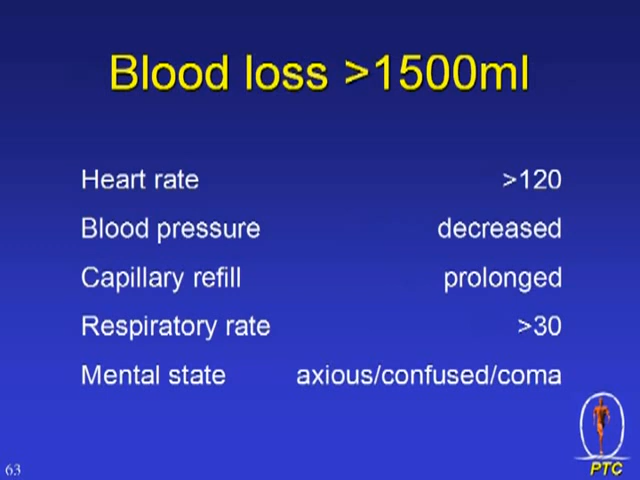 Blood loss >1500ml
Heart rate >120
Blood pressure decreased
Capillary refill prolonged
Respiratory rate >30
Mental state axious/confused/coma
63
PTC